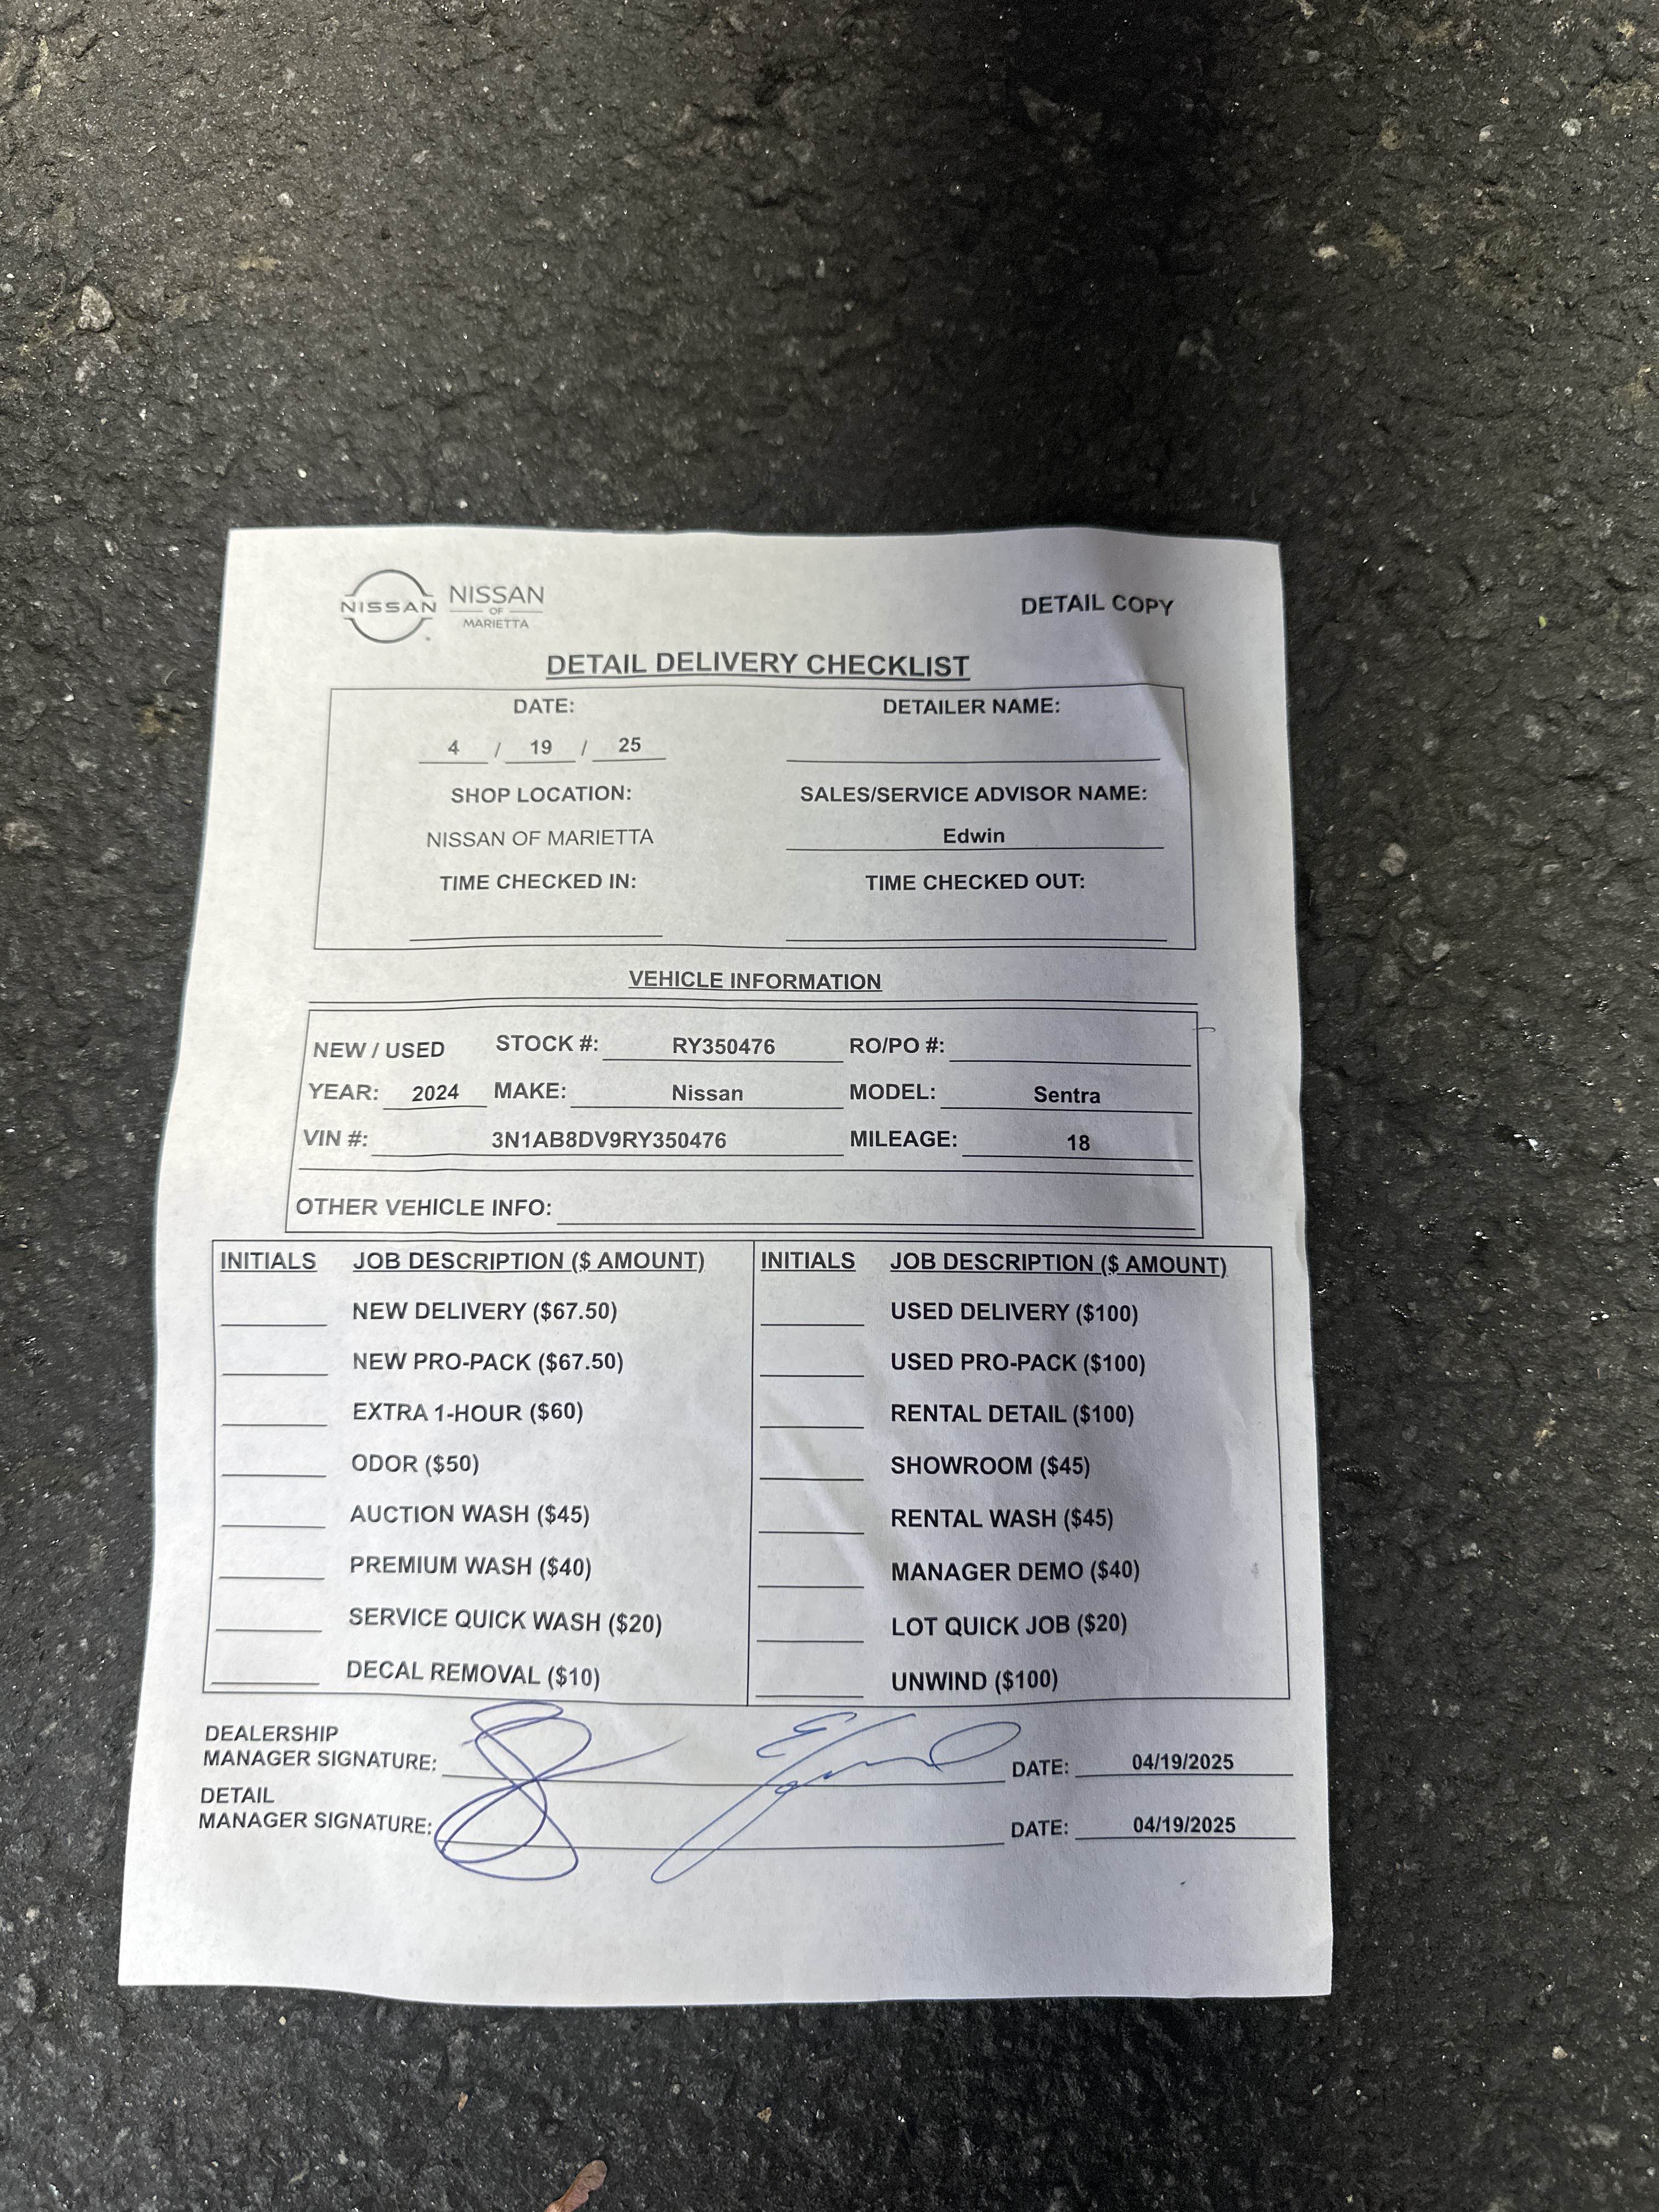 NISSAN NISSAN OF MARIETTA
DETAIL COPY
DETAIL DELIVERY CHECKLIST
DATE: DETAILER NAME:
4 / 19 / 25
SHOP LOCATION: SALES/SERVICE ADVISOR NAME:
NISSAN OF MARIETTA Edwin
TIME CHECKED IN: TIME CHECKED OUT:
VEHICLE INFORMATION
NEW / USED STOCK #: RY350476 RO/PO #:
YEAR: 2024 MAKE: Nissan MODEL: Sentra
VIN #: 3N1AB8DV9RY350476 MILEAGE: 18
OTHER VEHICLE INFO:
INITIALS JOB DESCRIPTION ($ AMOUNT) INITIALS JOB DESCRIPTION ($ AMOUNT)
NEW DELIVERY ($67.50) USED DELIVERY ($100)
NEW PRO-PACK ($67.50) USED PRO-PACK ($100)
EXTRA 1-HOUR ($60) RENTAL DETAIL ($100)
ODOR ($50) SHOWROOM ($45)
AUCTION WASH ($45) RENTAL WASH ($45)
PREMIUM WASH ($40) MANAGER DEMO ($40)
SERVICE QUICK WASH ($20) LOT QUICK JOB ($20)
DECAL REMOVAL ($10) UNWIND ($100)
DEALERSHIP
MANAGER SIGNATURE: DATE: 04/19/2025
DETAIL
MANAGER SIGNATURE: DATE: 04/19/2025